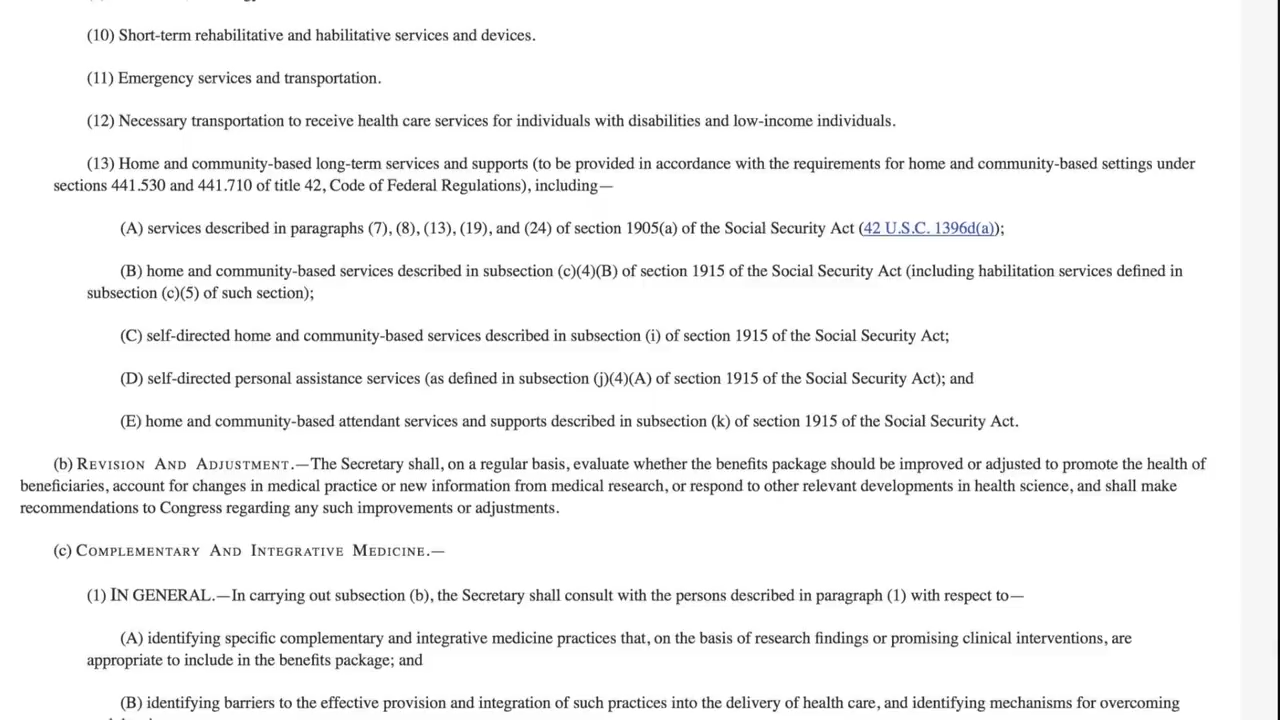 (10) Short-term rehabilitative and habilitative services and devices.
(11) Emergency services and transportation.
(12) Necessary transportation to receive health care services for individuals with disabilities and low-income individuals.
(13) Home and community-based long-term services and supports (to be provided in accordance with the requirements for home and community-based settings under
sections 441.530 and 441.710 of title 42, Code of Federal Regulations), including—
(A) services described in paragraphs (7), (8), (13), (19), and (24) of section 1905(a) of the Social Security Act (42 U.S.C. 1396d(a));
(B) home and community-based services described in subsection (c)(4)(B) of section 1915 of the Social Security Act (including habilitation services defined in
subsection (c)(5) of such section);
(C) self-directed home and community-based services described in subsection (i) of section 1915 of the Social Security Act;
(D) self-directed personal assistance services (as defined in subsection (j)(4)(A) of section 1915 of the Social Security Act); and
(E) home and community-based attendant services and supports described in subsection (k) of section 1915 of the Social Security Act.
(b) REVISION AND ADJUSTMENT.—The Secretary shall, on a regular basis, evaluate whether the benefits package should be improved or adjusted to promote the health of
beneficiaries, account for changes in medical practice or new information from medical research, or respond to other relevant developments in health science, and shall make
recommendations to Congress regarding any such improvements or adjustments.
(c) COMPLEMENTARY AND INTEGRATIVE MEDICINE.—
(1) IN GENERAL.—In carrying out subsection (b), the Secretary shall consult with the persons described in paragraph (1) with respect to—
(A) identifying specific complementary and integrative medicine practices that, on the basis of research findings or promising clinical interventions, are
appropriate to include in the benefits package; and
(B) identifying barriers to the effective provision and integration of such practices into the delivery of health care, and identifying mechanisms for overcoming